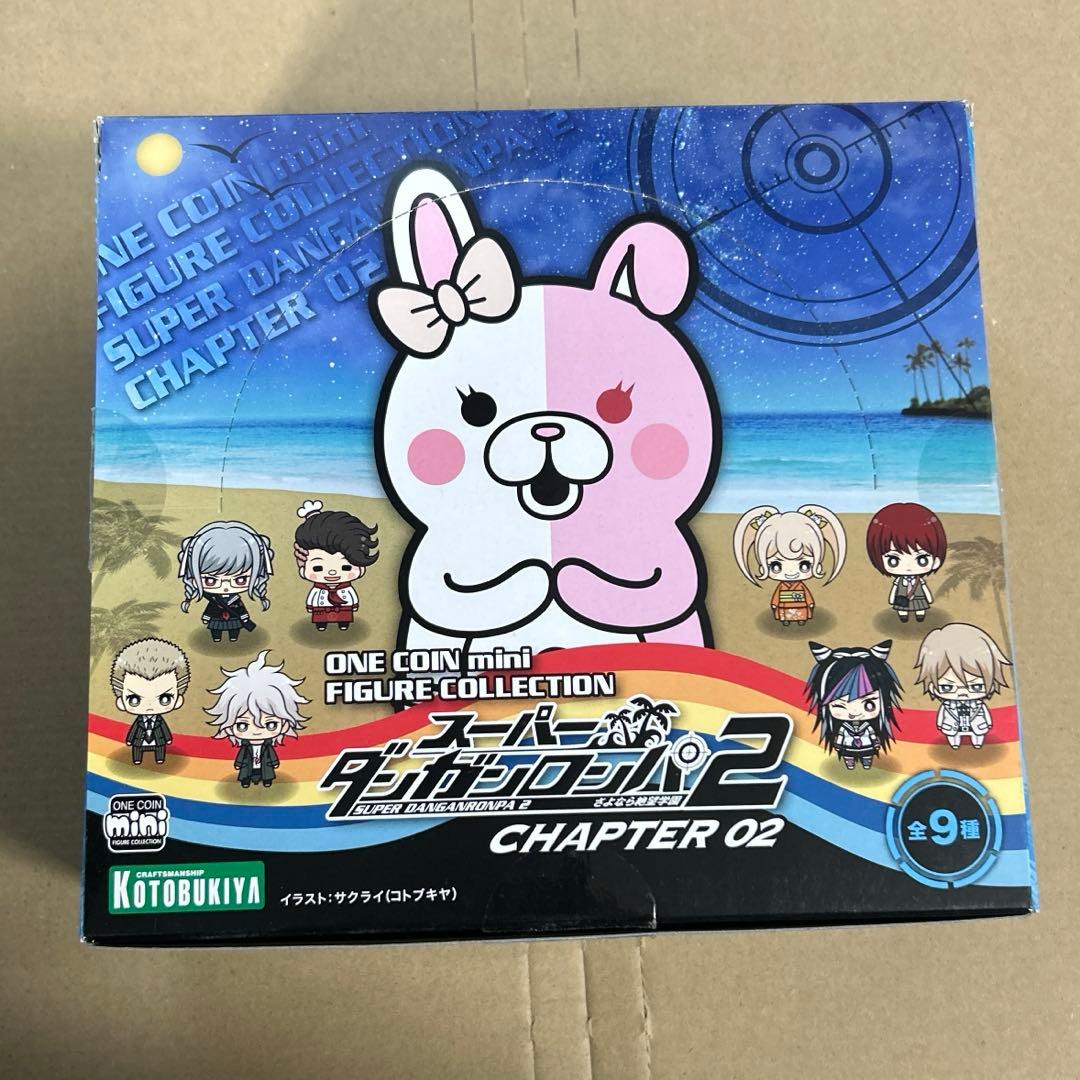 ONE COIN mini
FIGURE COLLECTION
SUPER DANGANRONPA 2
CHAPTER 02
ONE COIN mini
FIGURE COLLECTION
スーパー
ダンガンロンパ2
SUPER DANGANRONPA 2
さよなら絶望学園
CHAPTER 02
全9種
ONE COIN
mini
FIGURE COLLECTION
CRAFTSMANSHIP
KOTOBUKIYA
イラスト:サクライ(コトブキヤ)